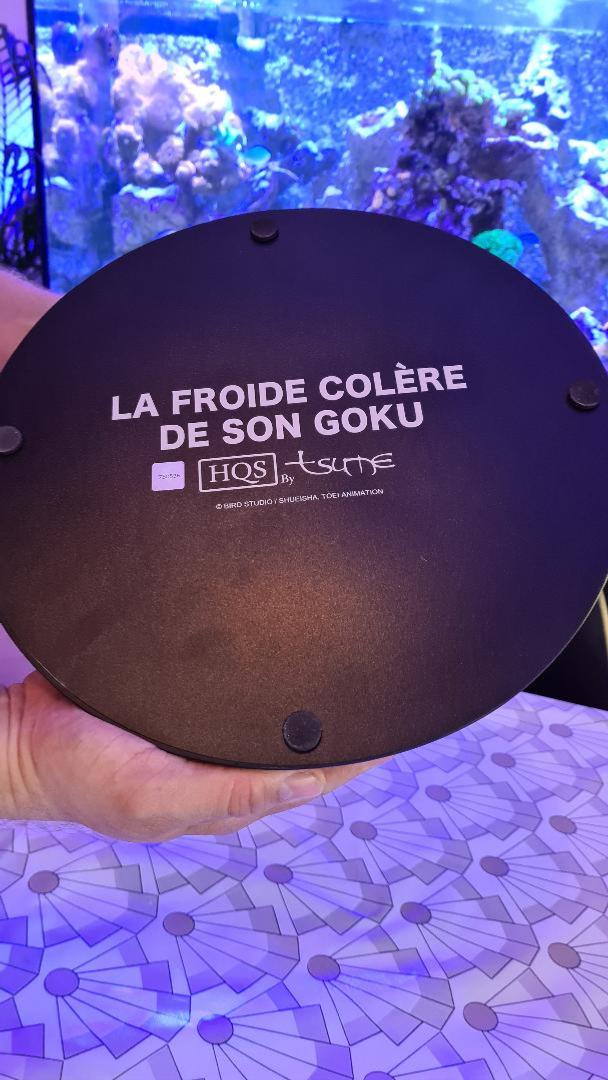 LA FROIDE COLÈRE
DE SON GOKU
HQS By tsume
© BIRD STUDIO / SHUEISHA, TOEI ANIMATION